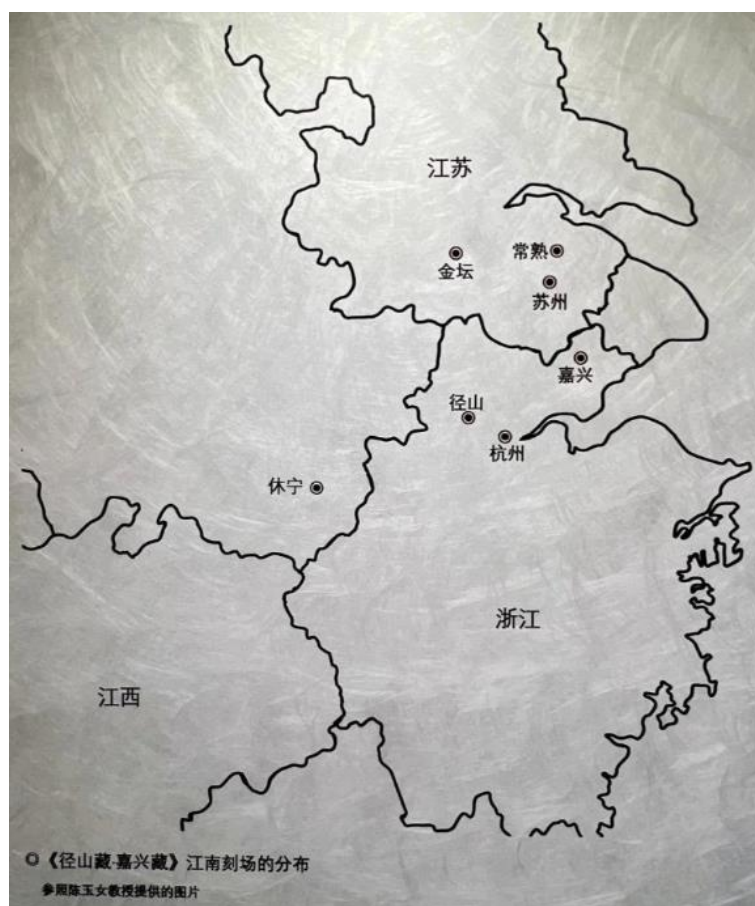 江苏
常熟
金坛
苏州
嘉兴
径山
杭州
休宁
浙江
江西
《径山藏·嘉兴藏》江南刻场的分布
参照陈玉女教授提供的图片